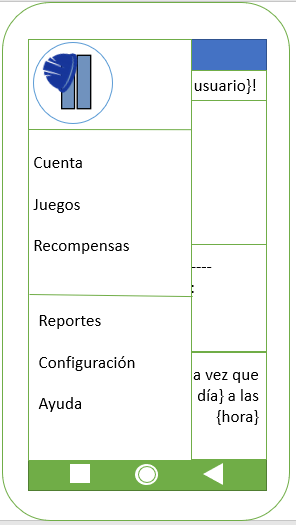 usuario}!
Cuenta
Juegos
Recompensas
----
:
Reportes
Configuración
Ayuda
a vez que
día} a las
{hora}